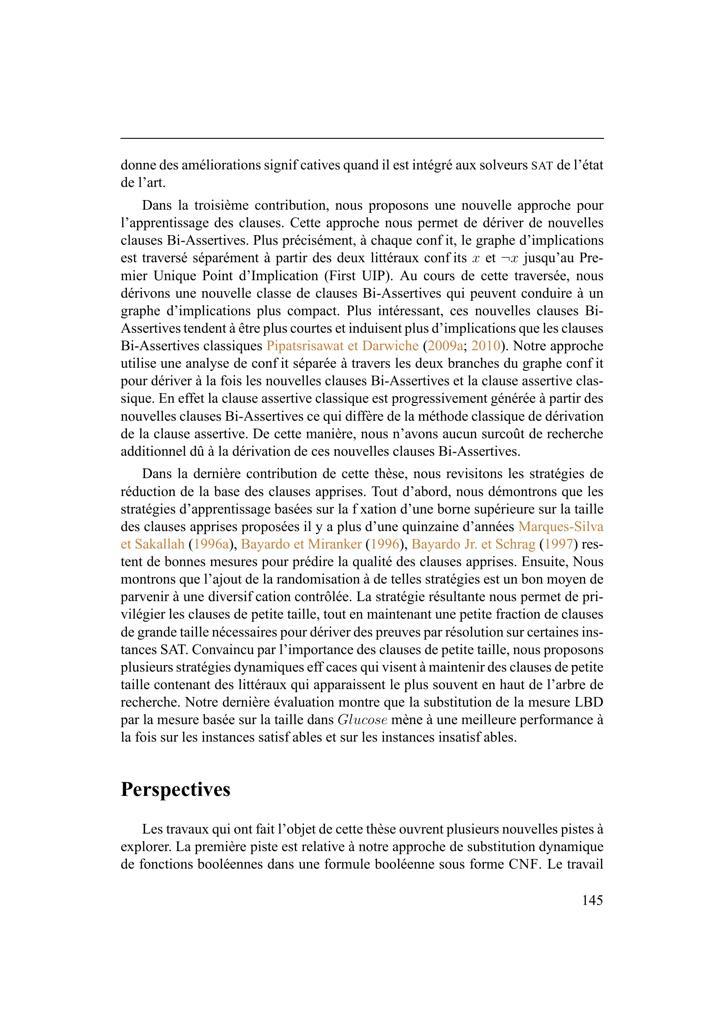 donne des améliorations signif catives quand il est intégré aux solveurs SAT de l'état
de l'art.
Dans la troisième contribution, nous proposons une nouvelle approche pour
l'apprentissage des clauses. Cette approche nous permet de dériver de nouvelles
clauses Bi-Assertives. Plus précisément, à chaque conf it, le graphe d'implications
est traversé séparément à partir des deux littéraux conf its x et ¬x jusqu'au Pre-
mier Unique Point d'Implication (First UIP). Au cours de cette traversée, nous
dérivons une nouvelle classe de clauses Bi-Assertives qui peuvent conduire à un
graphe d'implications plus compact. Plus intéressant, ces nouvelles clauses Bi-
Assertives tendent à être plus courtes et induisent plus d'implications que les clauses
Bi-Assertives classiques Pipatsrisawat et Darwiche (2009a; 2010). Notre approche
utilise une analyse de conf it séparée à travers les deux branches du graphe conf it
pour dériver à la fois les nouvelles clauses Bi-Assertives et la clause assertive clas-
sique. En effet la clause assertive classique est progressivement générée à partir des
nouvelles clauses Bi-Assertives ce qui diffère de la méthode classique de dérivation
de la clause assertive. De cette manière, nous n'avons aucun surcoût de recherche
additionnel dû à la dérivation de ces nouvelles clauses Bi-Assertives.
Dans la dernière contribution de cette thèse, nous revisitons les stratégies de
réduction de la base des clauses apprises. Tout d'abord, nous démontrons que les
stratégies d'apprentissage basées sur la f xation d'une borne supérieure sur la taille
des clauses apprises proposées il y a plus d'une quinzaine d'années Marques-Silva
et Sakallah (1996a), Bayardo et Miranker (1996), Bayardo Jr. et Schrag (1997) res-
tent de bonnes mesures pour prédire la qualité des clauses apprises. Ensuite, Nous
montrons que l'ajout de la randomisation à de telles stratégies est un bon moyen de
parvenir à une diversif cation contrôlée. La stratégie résultante nous permet de pri-
vilégier les clauses de petite taille, tout en maintenant une petite fraction de clauses
de grande taille nécessaires pour dériver des preuves par résolution sur certaines ins-
tances SAT. Convaincu par l'importance des clauses de petite taille, nous proposons
plusieurs stratégies dynamiques eff caces qui visent à maintenir des clauses de petite
taille contenant des littéraux qui apparaissent le plus souvent en haut de l'arbre de
recherche. Notre dernière évaluation montre que la substitution de la mesure LBD
par la mesure basée sur la taille dans Glucose mène à une meilleure performance à
la fois sur les instances satisf ables et sur les instances insatisf ables.
Perspectives
Les travaux qui ont fait l'objet de cette thèse ouvrent plusieurs nouvelles pistes à
explorer. La première piste est relative à notre approche de substitution dynamique
de fonctions booléennes dans une formule booléenne sous forme CNF. Le travail
145